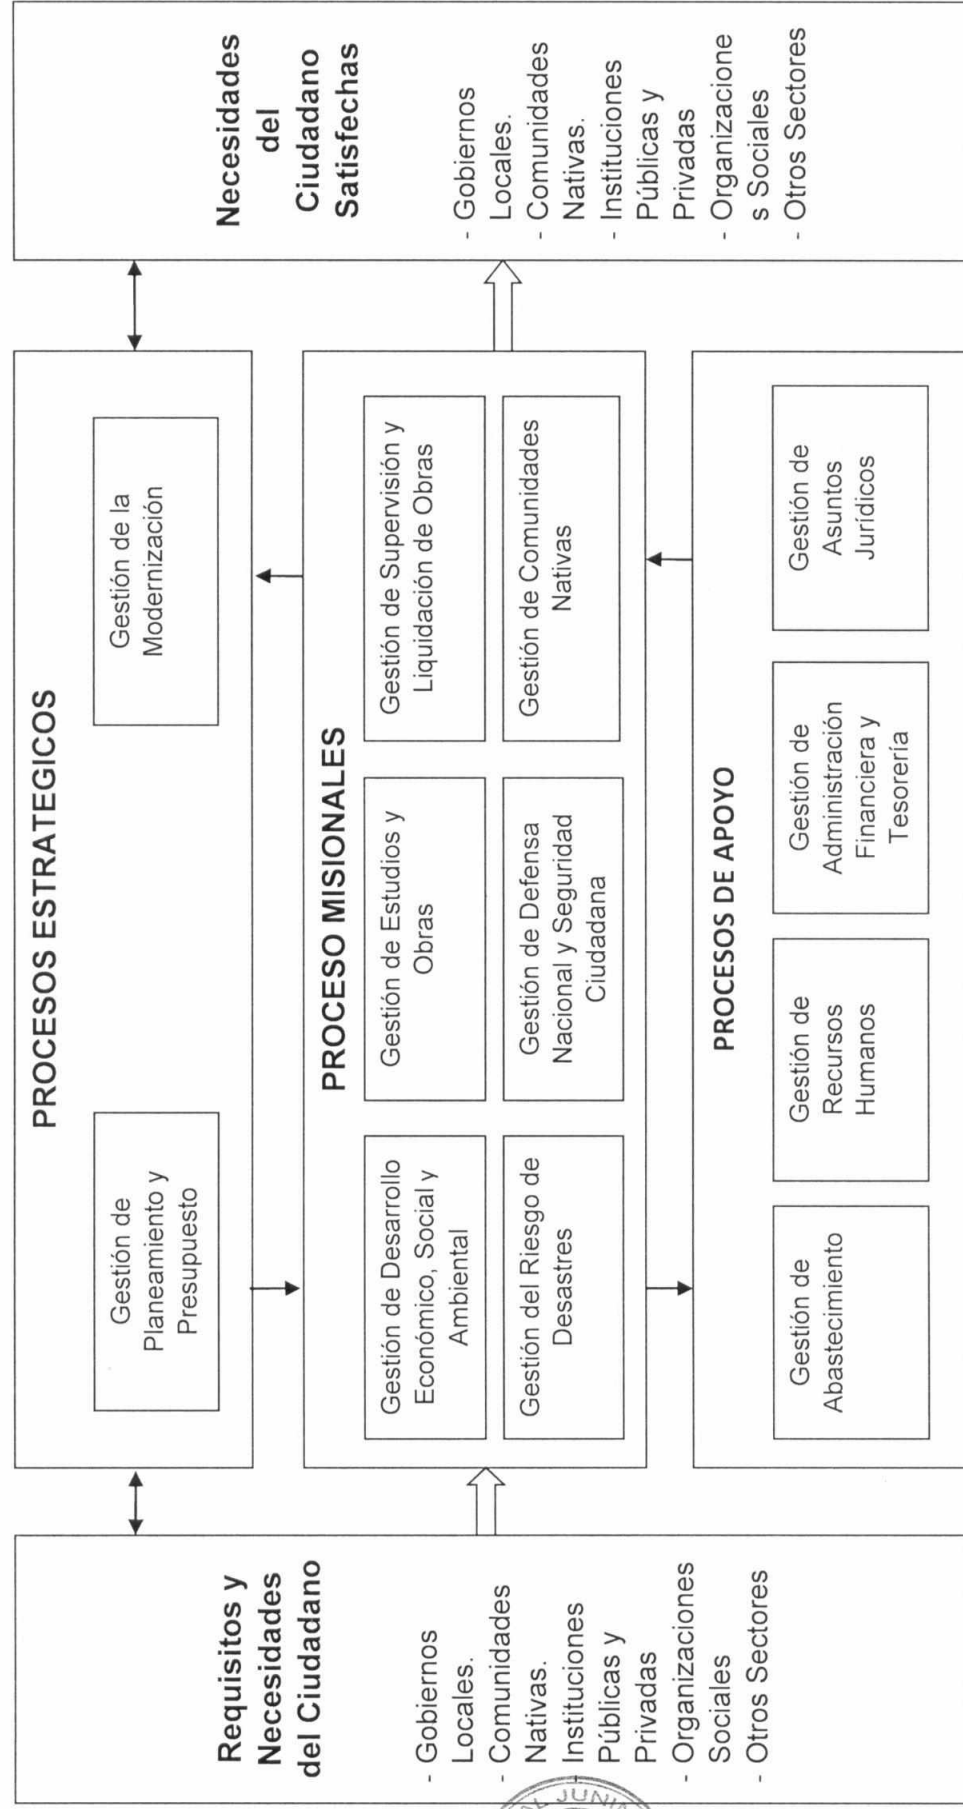 Requisitos y
Necesidades
del Ciudadano
- Gobiernos
Locales.
- Comunidades
Nativas.
- Instituciones
Públicas y
Privadas
- Organizaciones
Sociales
- Otros Sectores
PROCESOS ESTRATEGICOS
Gestión de
Planeamiento y
Presupuesto
Gestión de la
Modernización
PROCESO MISIONALES
Gestión de Desarrollo
Económico, Social y
Ambiental
Gestión de Estudios y
Obras
Gestión de Supervisión y
Liquidación de Obras
Gestión del Riesgo de
Desastres
Gestión de Defensa
Nacional y Seguridad
Ciudadana
Gestión de Comunidades
Nativas
PROCESOS DE APOYO
Gestión de
Abastecimiento
Gestión de
Recursos
Humanos
Gestión de
Administración
Financiera y
Tesorería
Gestión de
Asuntos
Jurídicos
Necesidades
del
Ciudadano
Satisfechas
- Gobiernos
Locales.
- Comunidades
Nativas.
- Instituciones
Públicas y
Privadas
- Organizacione
s Sociales
- Otros Sectores